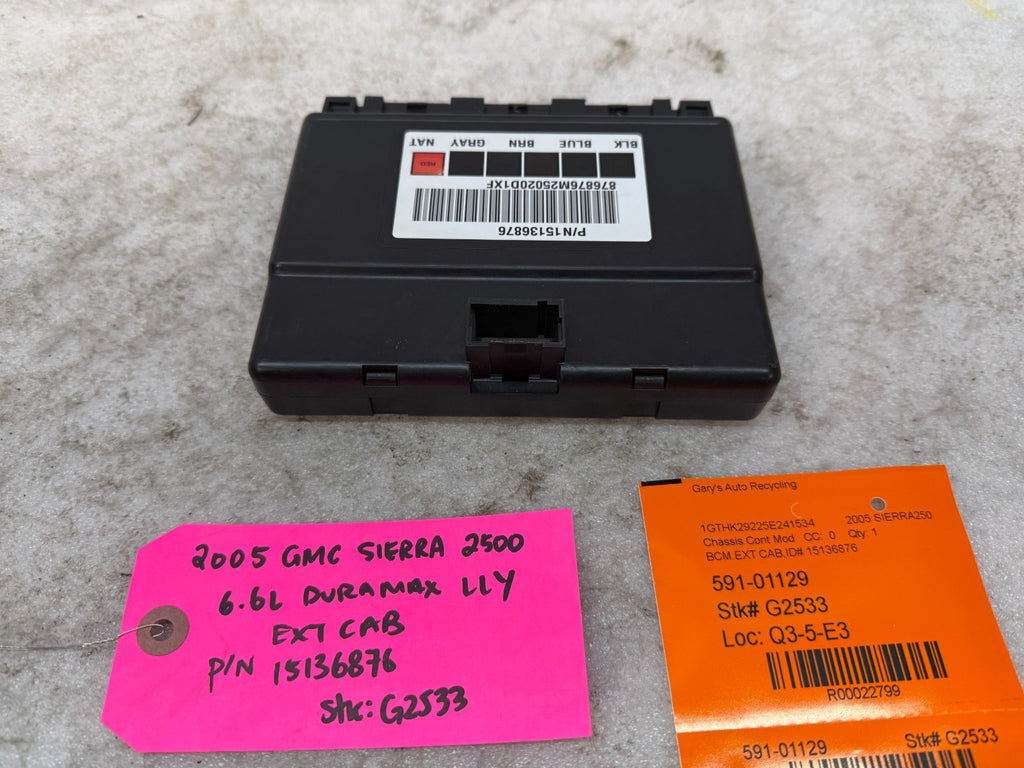 P/N15136876
876876M25020D1XF
RED
BLK BLUE BRN GRAY NAT
2005 GMC SIERRA 2500
6.6L DURAMAX LLY
EXT CAB
P/N 15136876
Stk: G2533
Gary's Auto Recycling
1GTHK29225E241534 2005 SIERRA250
Chassis Cont Mod CC: 0 Qty: 1
BCM.EXT CAB,ID# 15136876
591-01129
Stk# G2533
Loc: Q3-5-E3
R00022799
591-01129 Stk# G2533